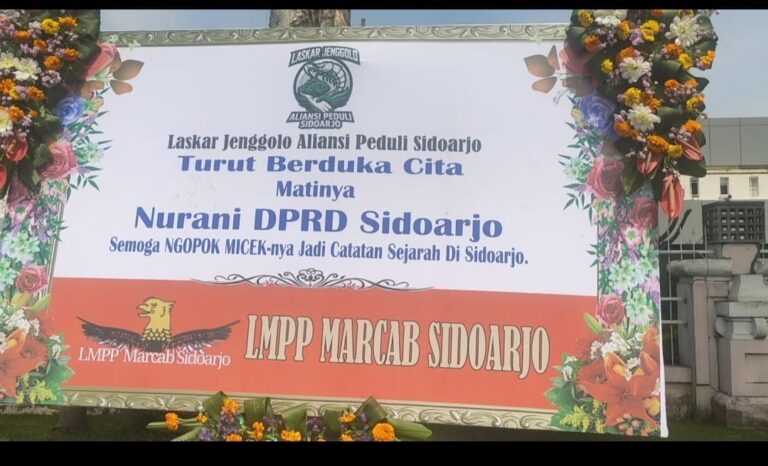 LASKAR JENGGOLO
ALIANSI PEDULI
SIDOARJO
Laskar Jenggolo Aliansi Peduli Sidoarjo
Turut Berduka Cita
Matinya
Nurani DPRD Sidoarjo
Semoga NGOPOK MICEK-nya Jadi Catatan Sejarah Di Sidoarjo.
LMPP Marcab Sidoarjo
LMPP MARCAB SIDOARJO